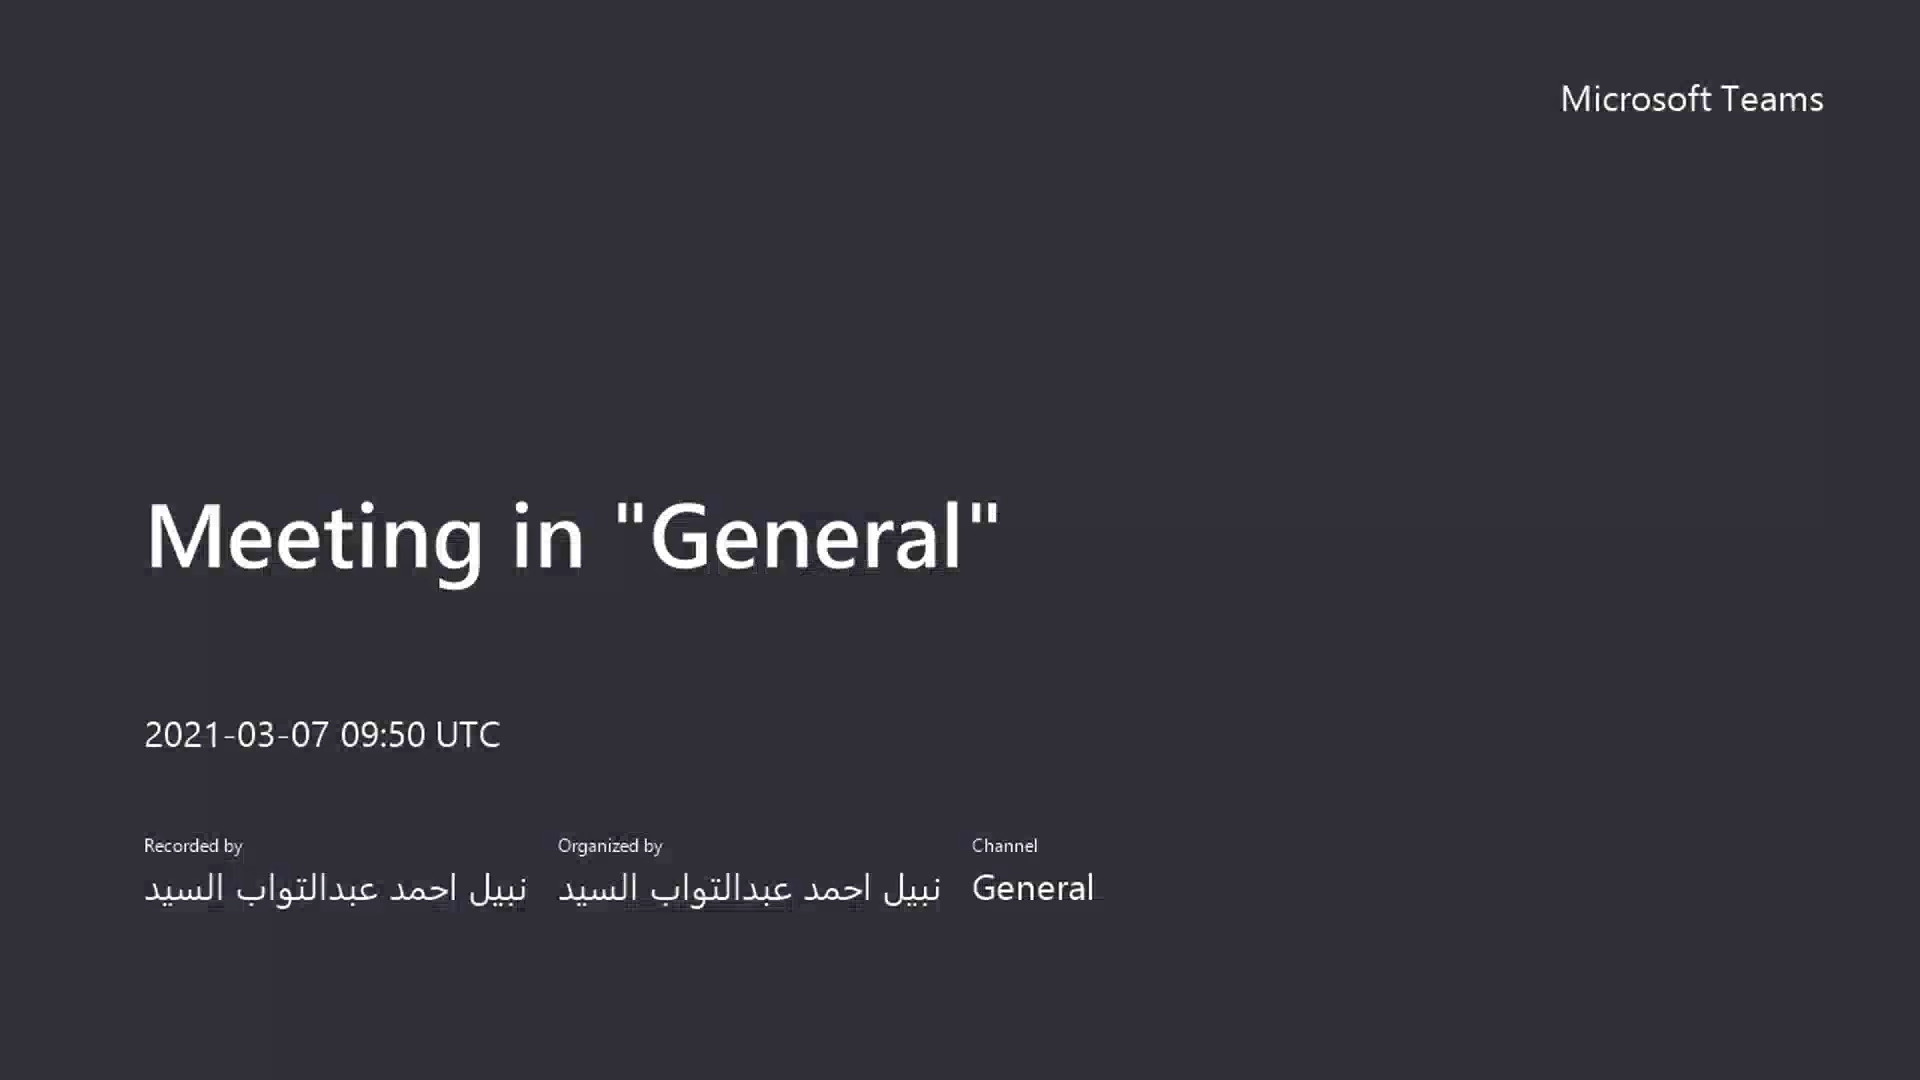 Microsoft Teams
Meeting in "General"
2021-03-07 09:50 UTC
Recorded by
نبيل احمد عبدالتواب السيد
Organized by
نبيل احمد عبدالتواب السيد
Channel
General